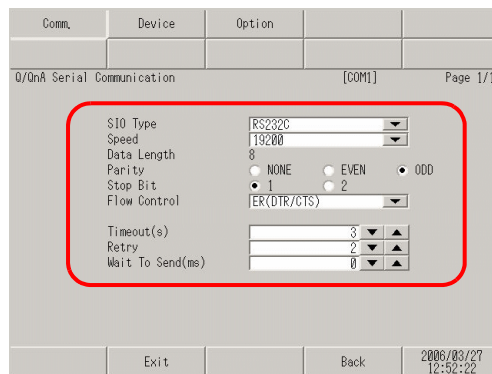 Comm. Device Option
Q/QnA Serial Communication [COM1] Page 1/1
SIO Type RS232C
Speed 19200
Data Length 8
Parity NONE EVEN ODD
Stop Bit 1 2
Flow Control ER(DTR/CTS)
Timeout(s) 3
Retry 2
Wait To Send(ms) 0
Exit Back 2006/03/27
12:52:22